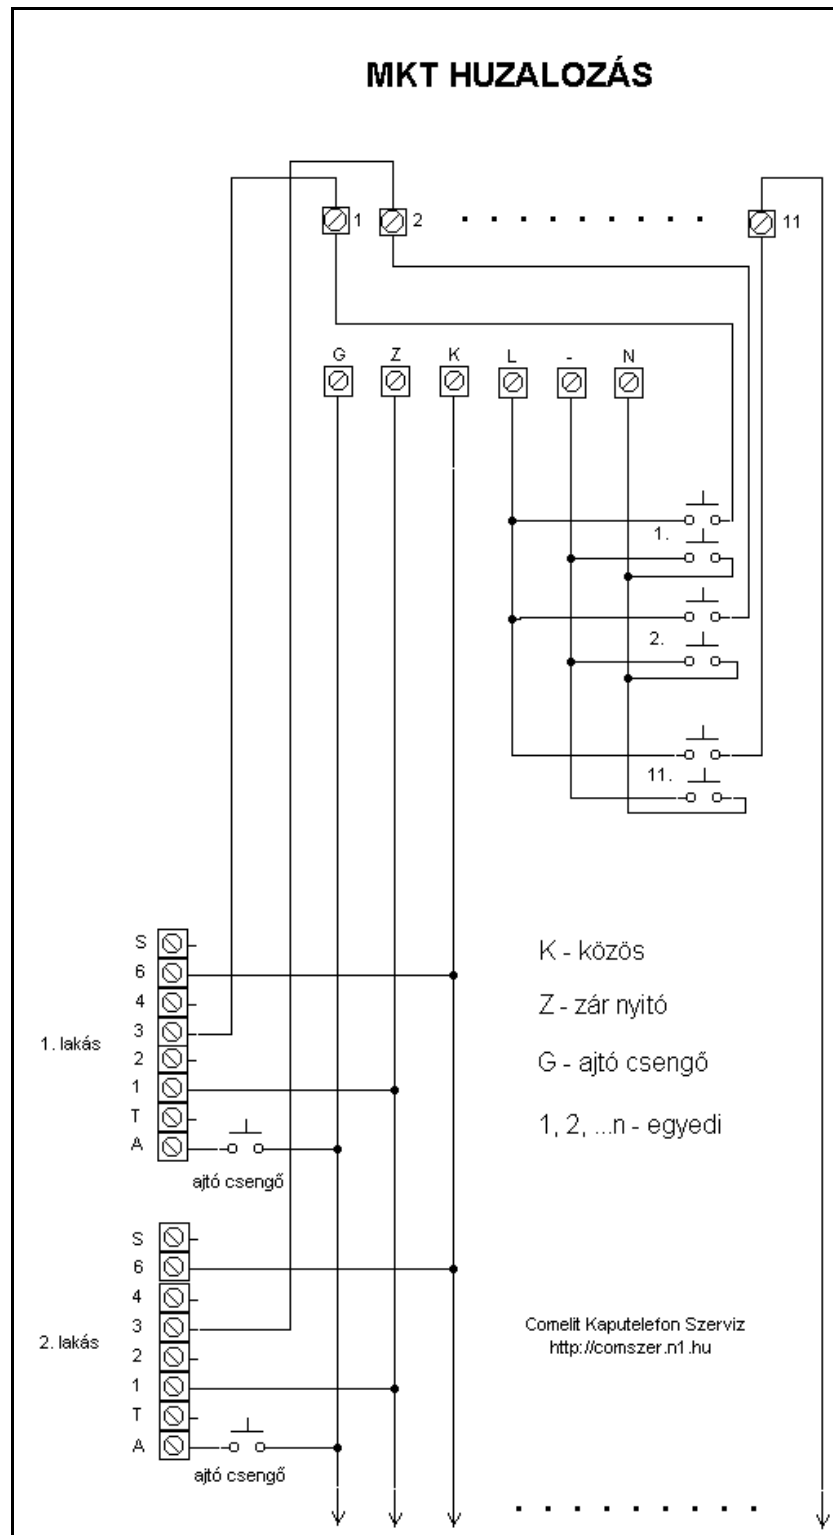 MKT HUZALOZÁS
1
2
11
G Z K L - N
1.
2.
11.
S
6
4
3
2
1
T
A
1. lakás
ajtó csengő
K - közös
Z - zár nyitó
G - ajtó csengő
1, 2, ...n - egyedi
S
6
4
3
2
1
T
A
2. lakás
ajtó csengő
Comelit Kaputelefon Szerviz
http://comszer.n1.hu